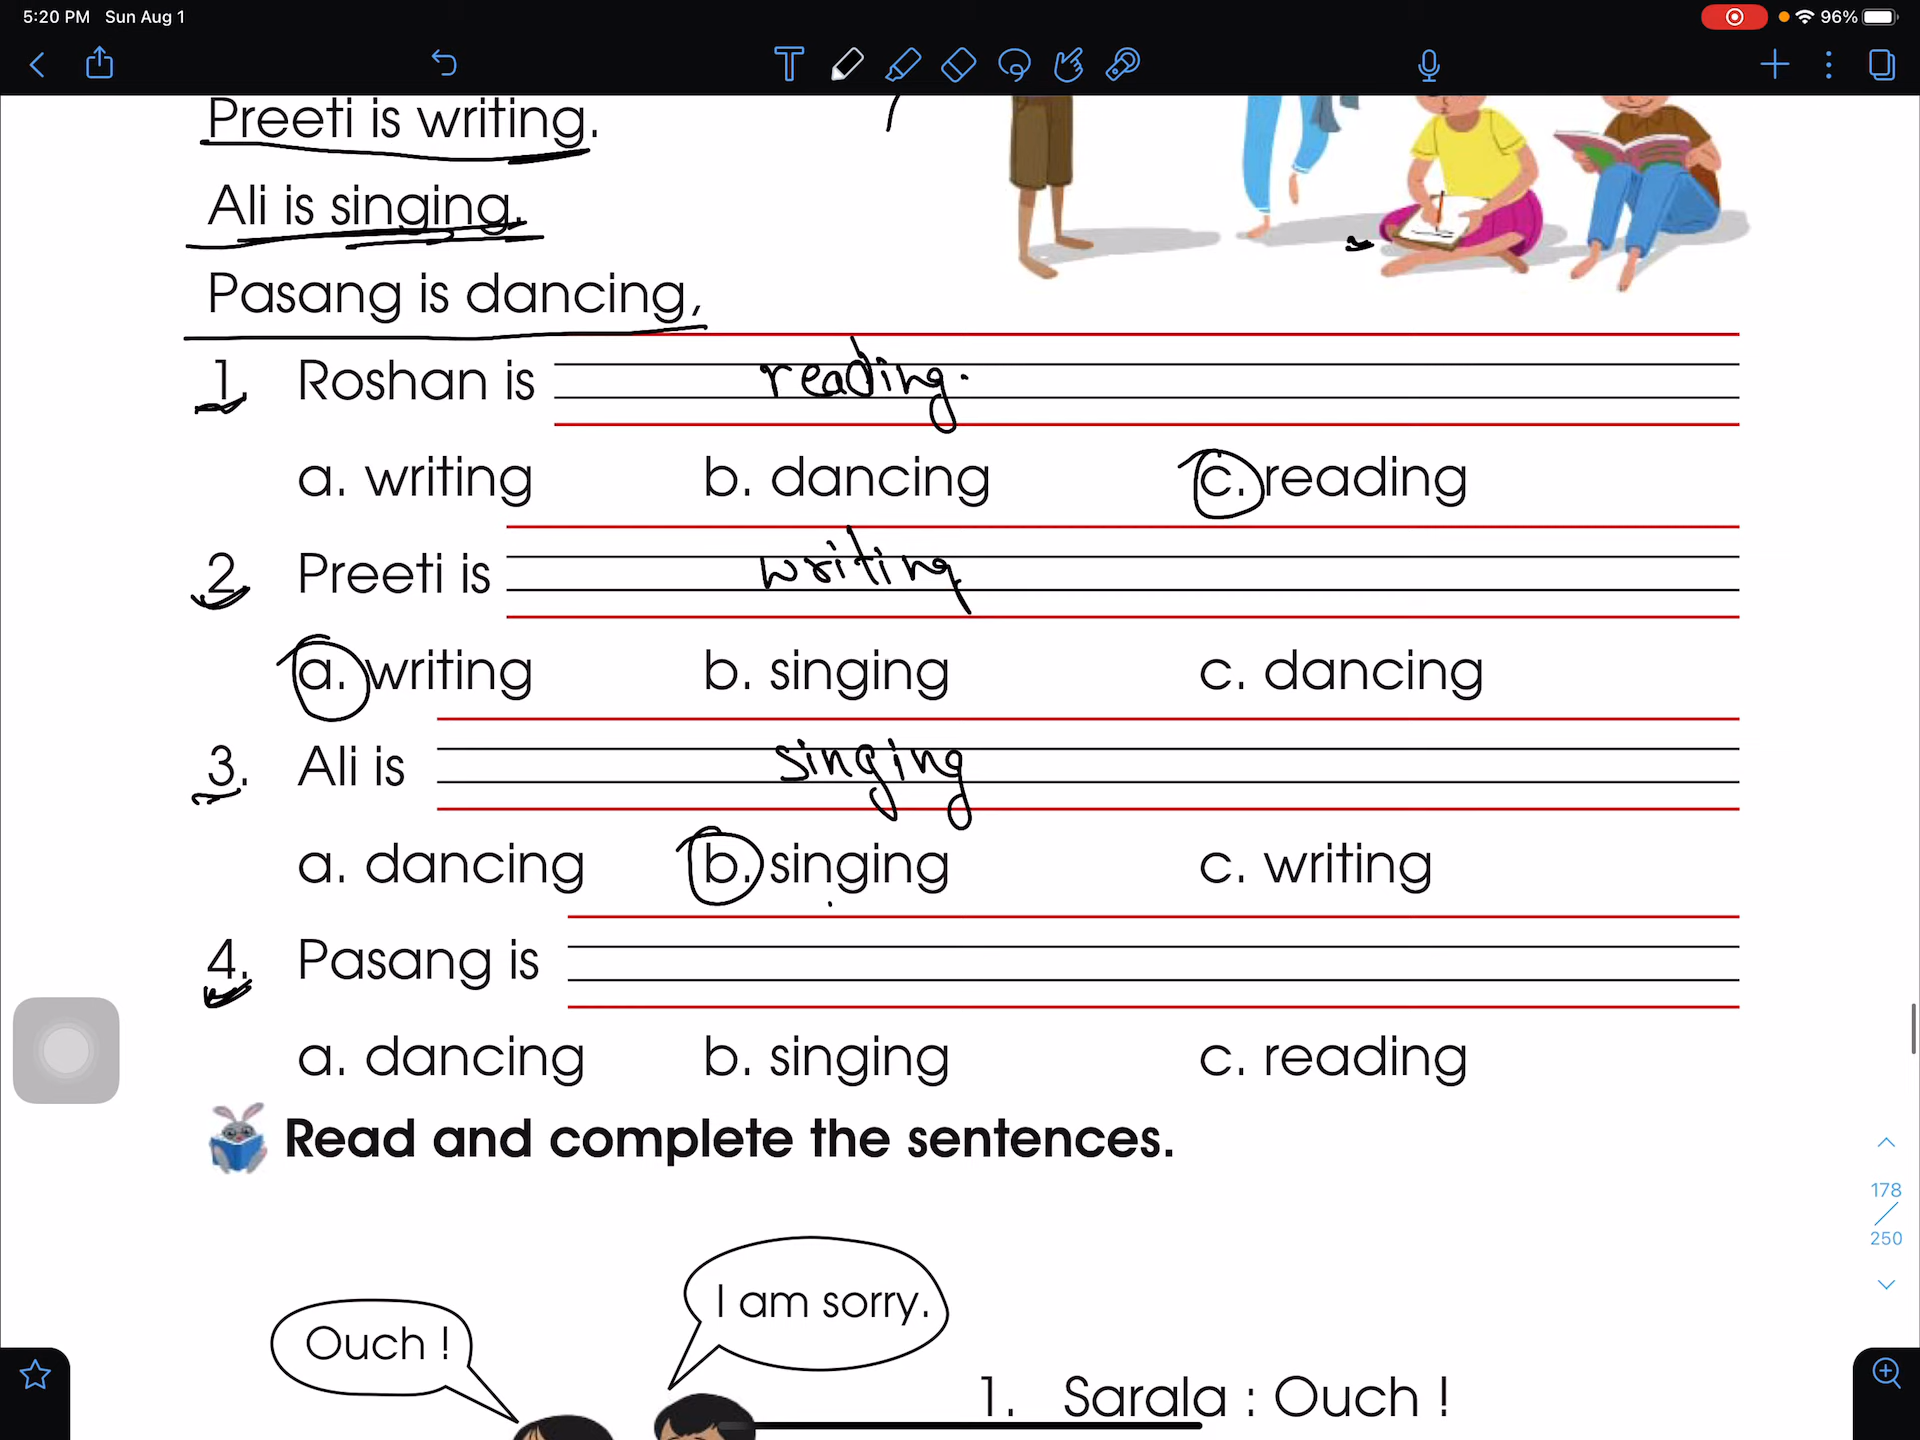 5:20 PM Sun Aug 1
96%
Preeti is writing.
Ali is singing.
Pasang is dancing,
1. Roshan is reading.
a. writing b. dancing c. reading
2. Preeti is writing
a. writing b. singing c. dancing
3. Ali is singing
a. dancing b. singing c. writing
4. Pasang is
a. dancing b. singing c. reading
Read and complete the sentences.
178
250
I am sorry.
Ouch !
1. Sarala : Ouch !